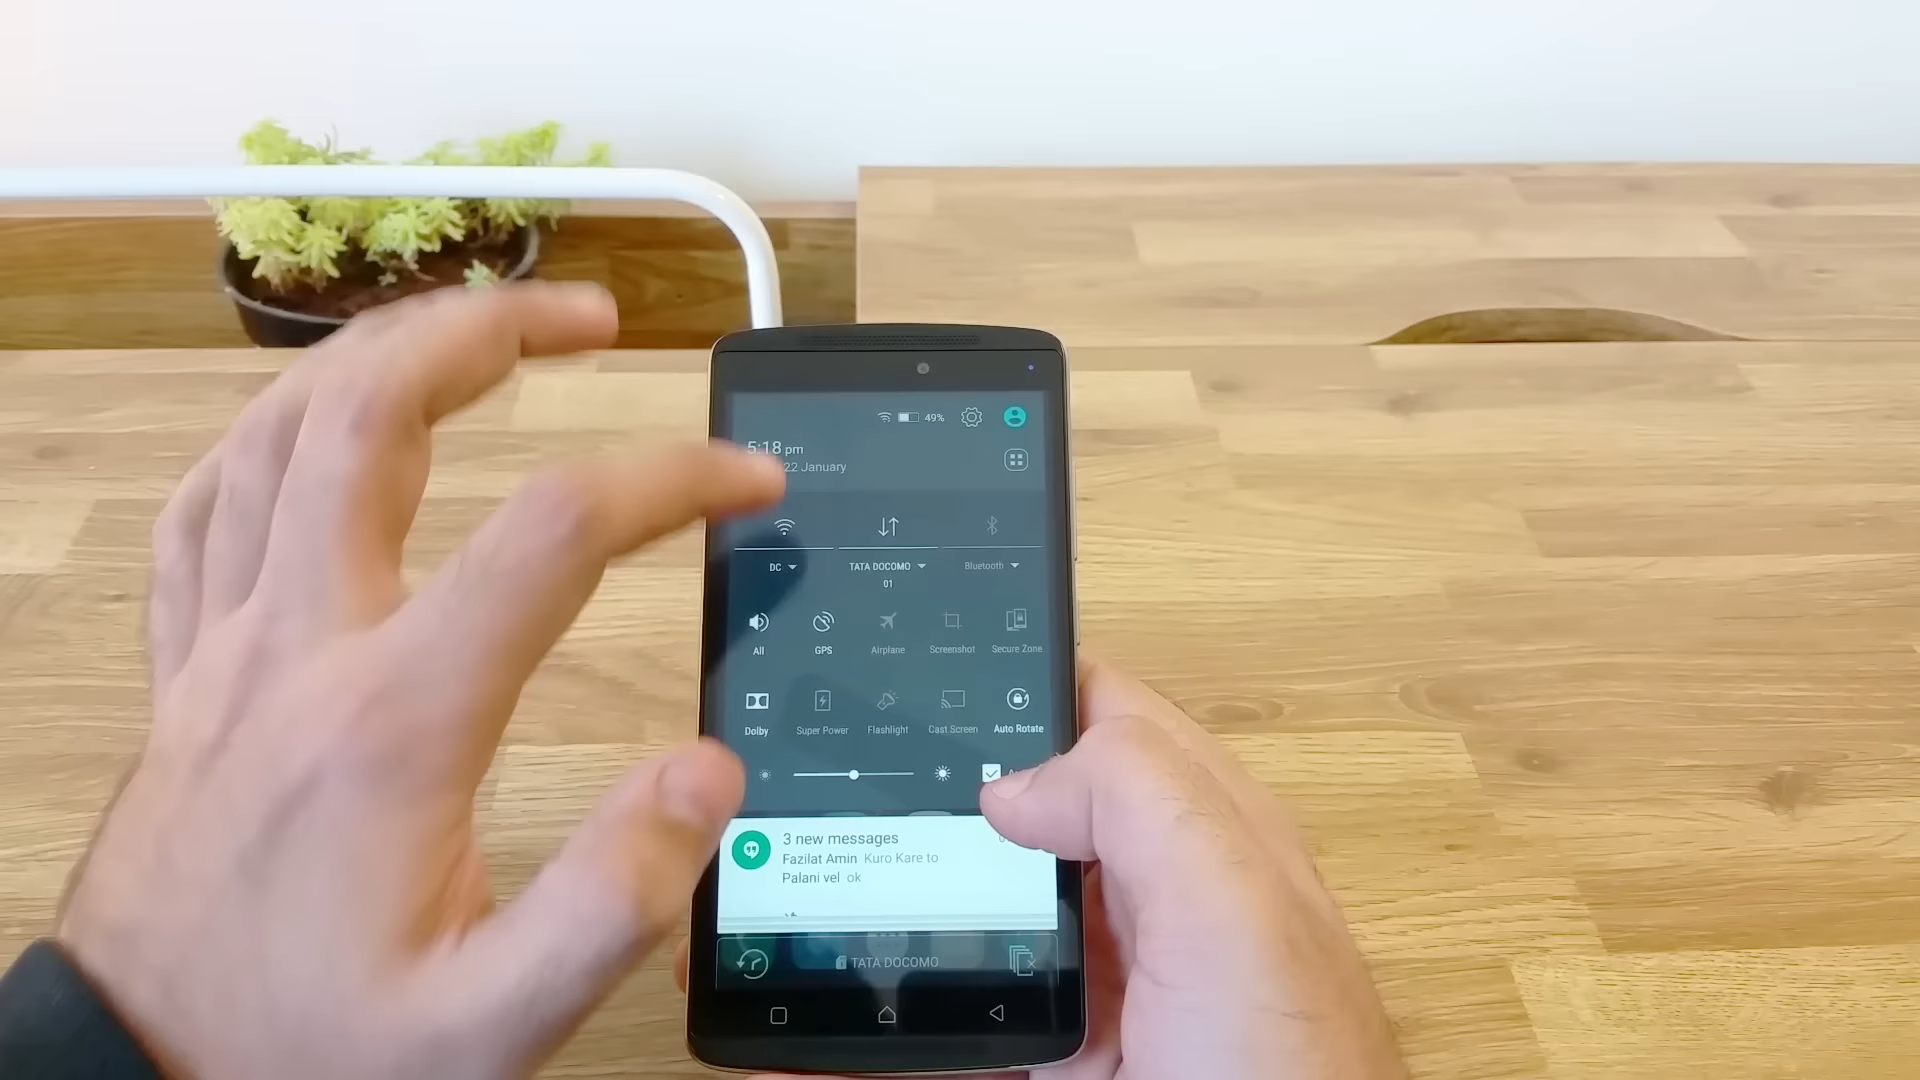 49%
5:18 pm
22 January
DC
TATA DOCOMO
01
Bluetooth
All
GPS
Airplane
Screenshot
Secure Zone
Dolby
Super Power
Flashlight
Cast Screen
Auto Rotate
3 new messages
Fazilat Amin Kuro Kare to
Palani vel ok
TATA DOCOMO